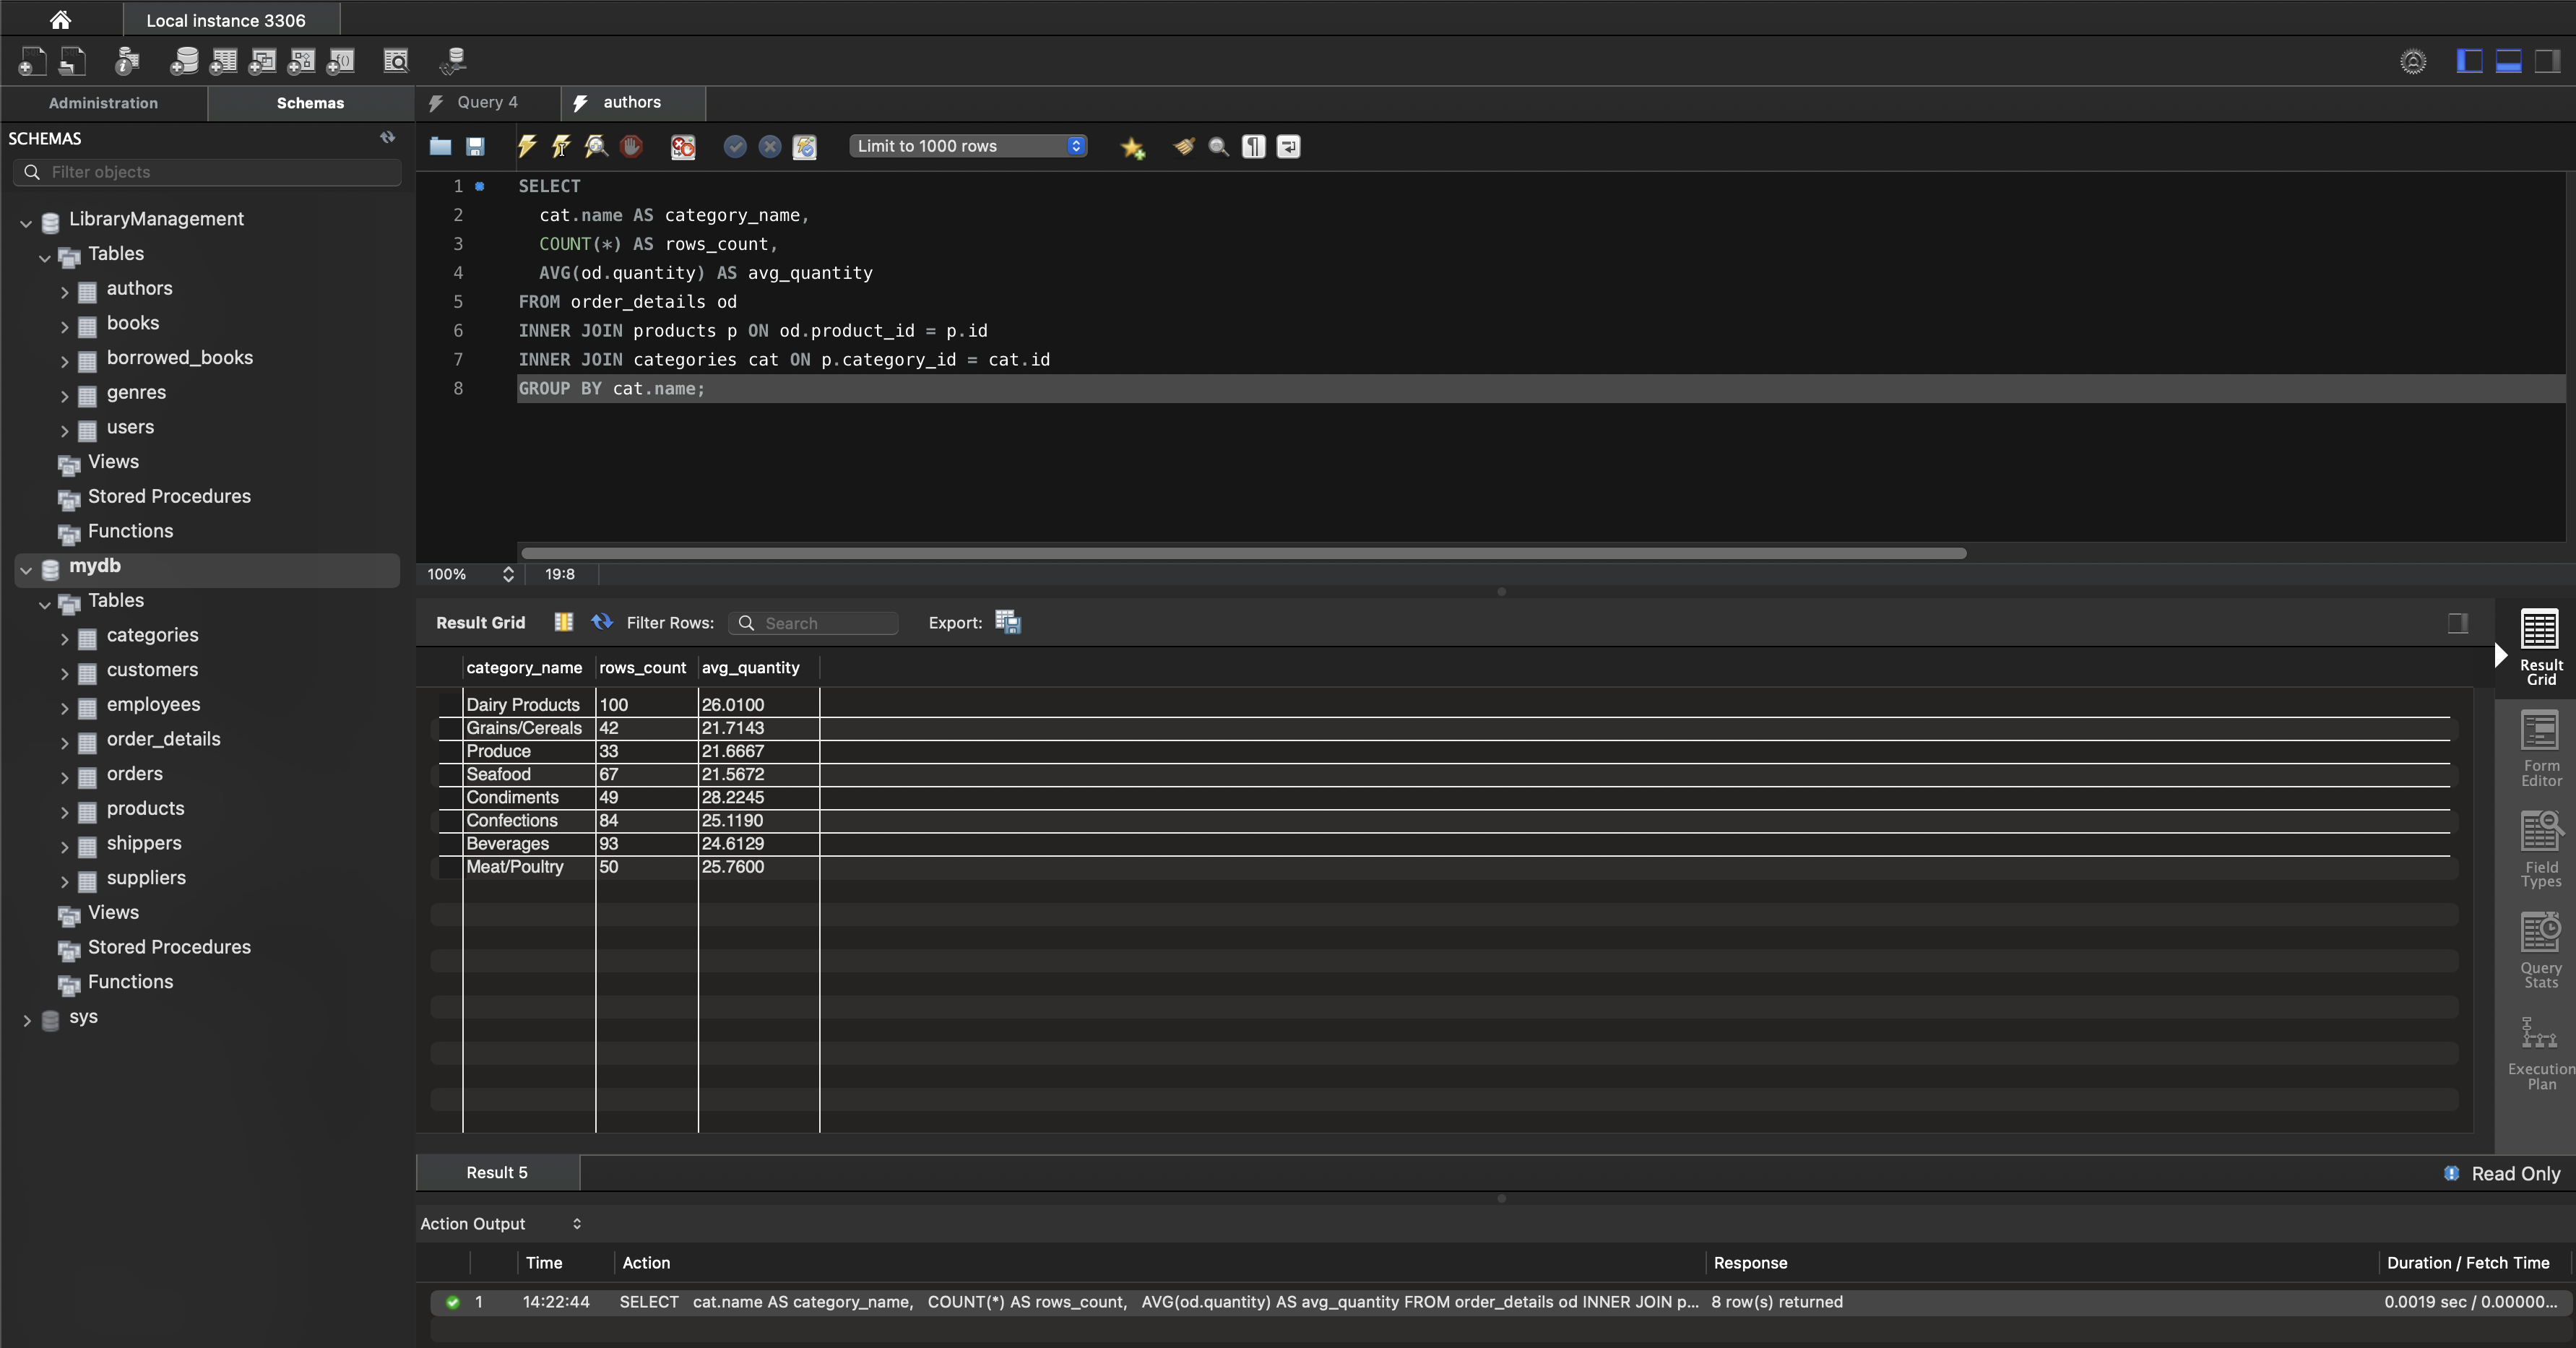 Local instance 3306
Administration
Schemas
SCHEMAS
Filter objects
LibraryManagement
Tables
authors
books
borrowed_books
genres
users
Views
Stored Procedures
Functions
mydb
Tables
categories
customers
employees
order_details
orders
products
shippers
suppliers
Views
Stored Procedures
Functions
sys
Query 4
authors
Limit to 1000 rows
1 SELECT
2 cat.name AS category_name,
3 COUNT(*) AS rows_count,
4 AVG(od.quantity) AS avg_quantity
5 FROM order_details od
6 INNER JOIN products p ON od.product_id = p.id
7 INNER JOIN categories cat ON p.category_id = cat.id
8 GROUP BY cat.name;
100% 19:8
Result Grid Filter Rows: Search Export:
category_name rows_count avg_quantity
Dairy Products 100 26.0100
Grains/Cereals 42 21.7143
Produce 33 21.6667
Seafood 67 21.5672
Condiments 49 28.2245
Confections 84 25.1190
Beverages 93 24.6129
Meat/Poultry 50 25.7600
Result
Grid
Form
Editor
Field
Types
Query
Stats
Execution
Plan
Result 5
Read Only
Action Output
Time Action Response Duration / Fetch Time
1 14:22:44 SELECT cat.name AS category_name, COUNT(*) AS rows_count, AVG(od.quantity) AS avg_quantity FROM order_details od INNER JOIN p... 8 row(s) returned 0.0019 sec / 0.00000...